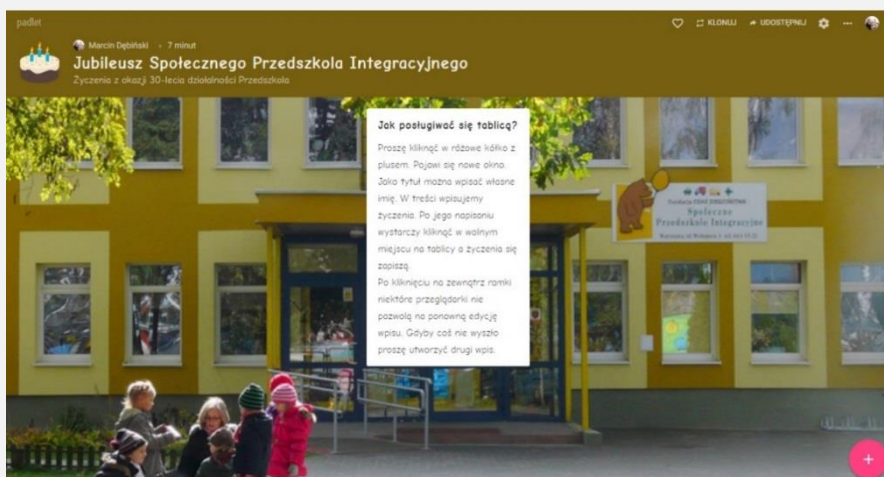 padlet
KLONUJ
UDOSTĘPNIJ
Marcin Dębiński • 7 minut
Jubileusz Społecznego Przedszkola Integracyjnego
Życzenia z okazji 30-lecia działalności Przedszkola
Jak posługiwać się tablicą?
Proszę kliknąć w różowe kółko z
plusem. Pojawi się nowe okno.
Jako tytuł można wpisać własne
imię. W treści wpisujemy
życzenia. Po jego napisaniu
wystarczy kliknąć w wolnym
miejscu na tablicy a życzenia się
zapiszą.
Po kliknięciu na zewnątrz ramki
niektóre przeglądarki nie
pozwolą na ponowną edycję
wpisu. Gdyby coś nie wyszło
proszę utworzyć drugi wpis.
Społeczne
Przedszkole Integracyjne